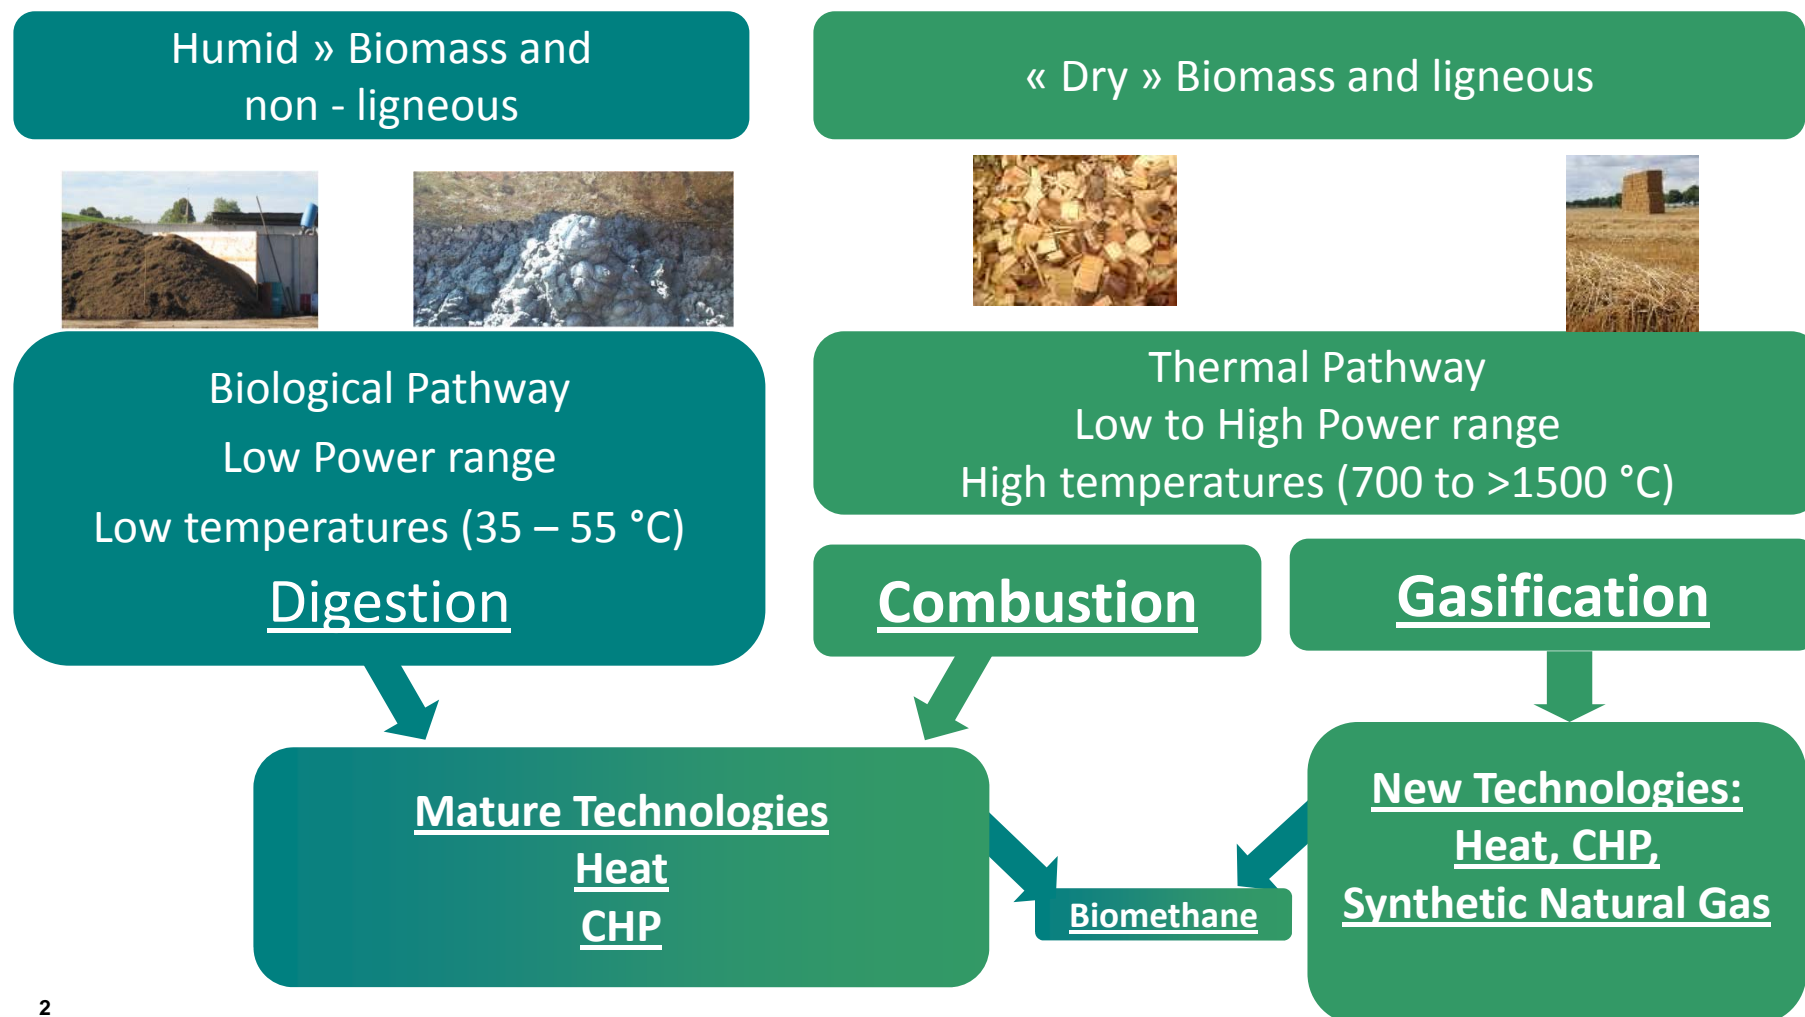 Humid » Biomass and
non - ligneous
« Dry » Biomass and ligneous
Biological Pathway
Low Power range
Low temperatures (35 – 55 °C)
Digestion
Thermal Pathway
Low to High Power range
High temperatures (700 to >1500 °C)
Combustion
Gasification
Mature Technologies
Heat
CHP
Biomethane
New Technologies:
Heat, CHP,
Synthetic Natural Gas
2